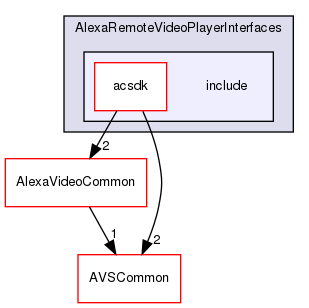 AlexaRemoteVideoPlayerInterfaces
acsdk
include
2
AlexaVideoCommon
1
2
AVSCommon